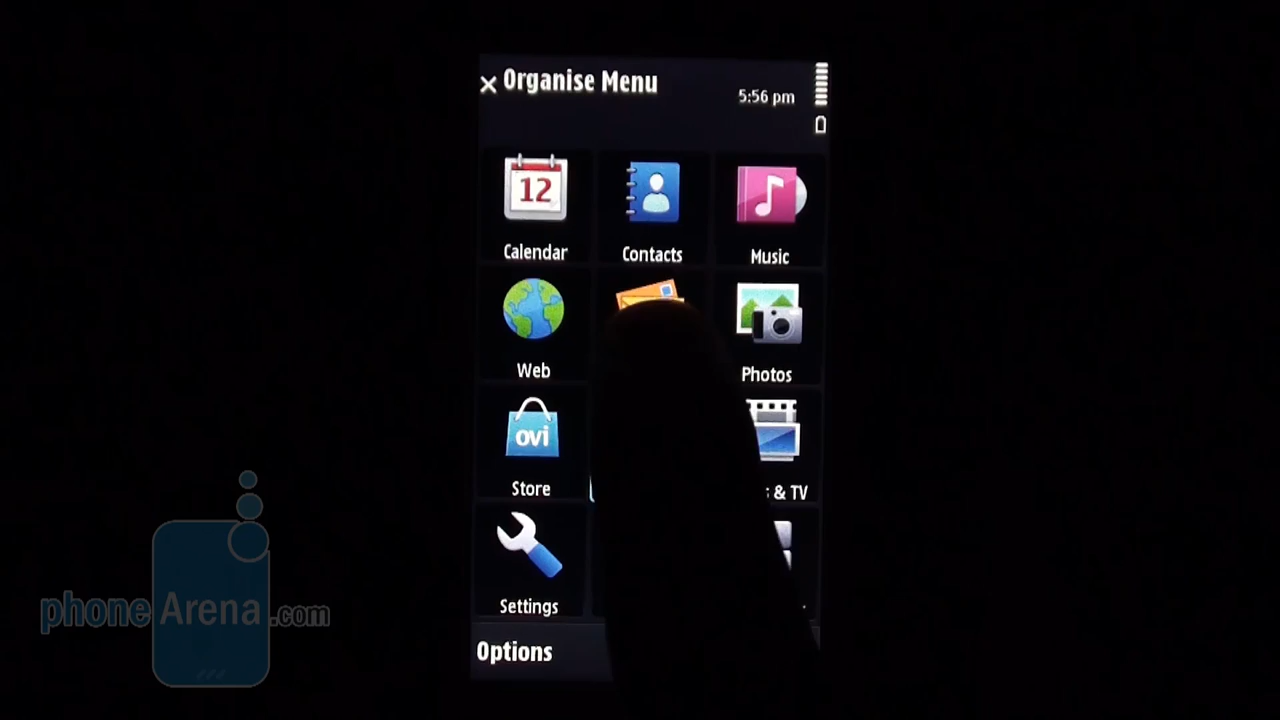 Organise Menu
5:56 pm
12
Calendar
Contacts
Music
Web
Photos
ovi
Store
& TV
Settings
Options
phoneArena.com